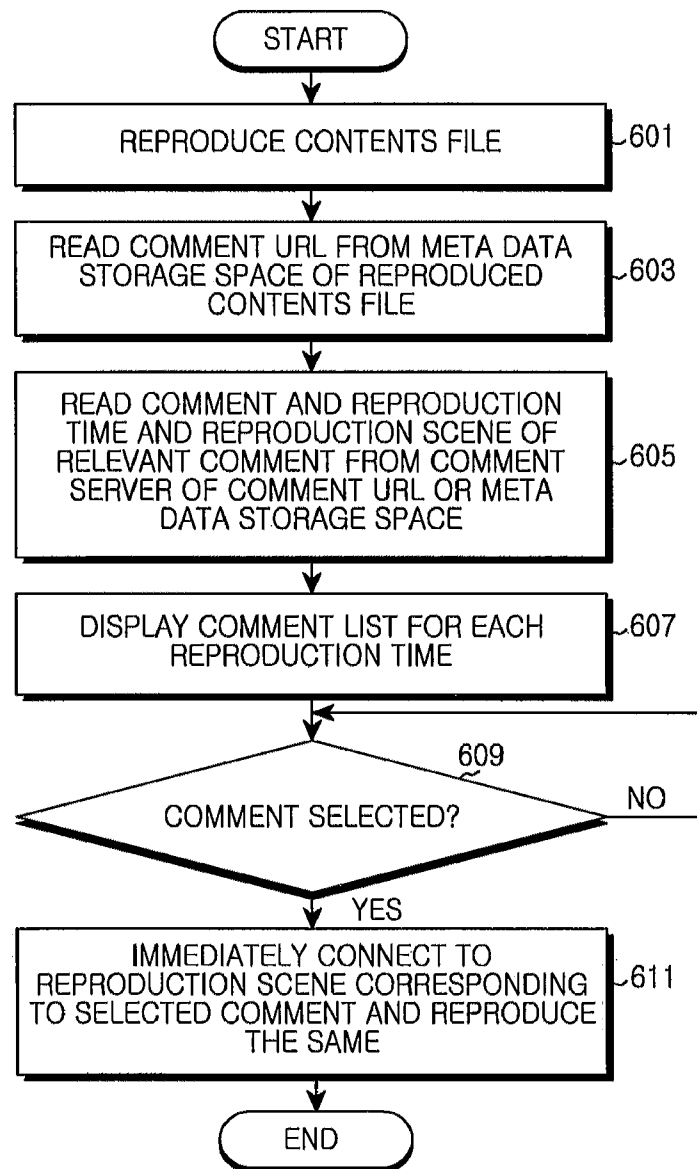 START
REPRODUCE CONTENTS FILE
601
READ COMMENT URL FROM META DATA
STORAGE SPACE OF REPRODUCED
CONTENTS FILE
603
READ COMMENT AND REPRODUCTION
TIME AND REPRODUCTION SCENE OF
RELEVANT COMMENT FROM COMMENT
SERVER OF COMMENT URL OR META
DATA STORAGE SPACE
605
DISPLAY COMMENT LIST FOR EACH
REPRODUCTION TIME
607
609
COMMENT SELECTED?
NO
YES
IMMEDIATELY CONNECT TO
REPRODUCTION SCENE CORRESPONDING
TO SELECTED COMMENT AND REPRODUCE
THE SAME
611
END